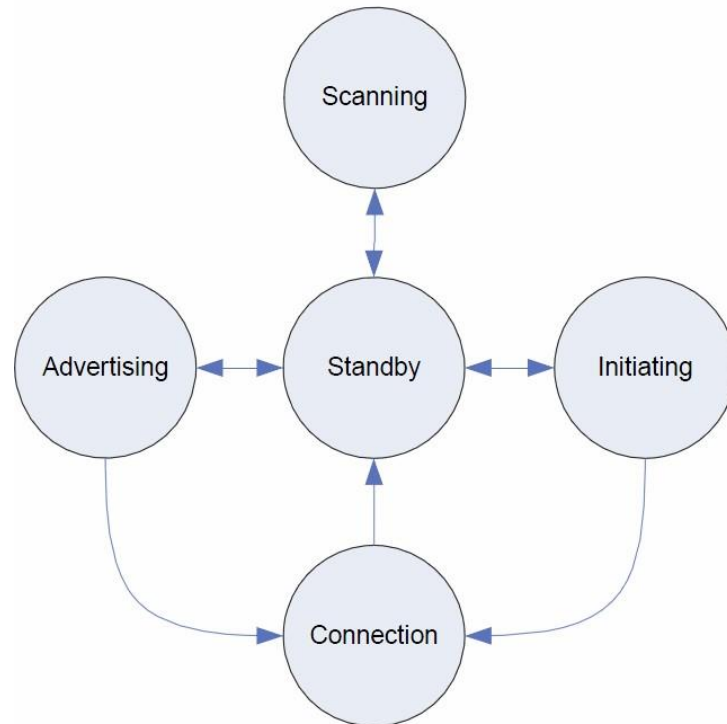 Scanning
Advertising
Standby
Initiating
Connection